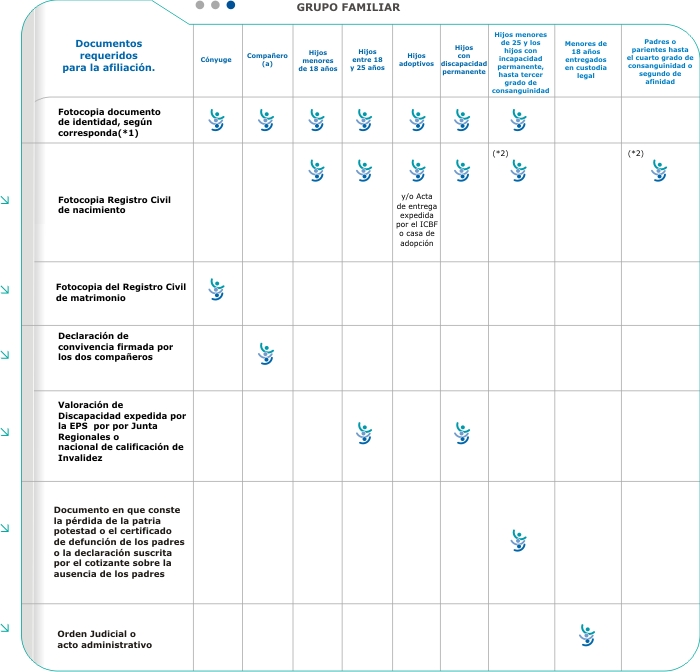 GRUPO FAMILIAR
Documentos
requeridos
para la afiliación.
Cónyuge
Compañero
(a)
Hijos
menores
de 18 años
Hijos
entre 18
y 25 años
Hijos
adoptivos
Hijos
con
discapacidad
permanente
Hijos menores
de 25 y los
hijos con
incapacidad
permanente,
hasta tercer
grado de
consanguinidad
Menores de
18 años
entregados
en custodia
legal
Padres o
parientes hasta
el cuarto grado de
consanguinidad o
segundo de
afinidad
Fotocopia documento
de identidad, según
corresponda(*1)
Fotocopia Registro Civil
de nacimiento
y/o Acta
de entrega
expedida
por el ICBF
o casa de
adopción
(*2)
(*2)
Fotocopia del Registro Civil
de matrimonio
Declaración de
convivencia firmada por
los dos compañeros
Valoración de
Discapacidad expedida por
la EPS por por Junta
Regionales o
nacional de calificación de
Invalidez
Documento en que conste
la pérdida de la patria
potestad o el certificado
de defunción de los padres
o la declaración suscrita
por el cotizante sobre la
ausencia de los padres
Orden Judicial o
acto administrativo